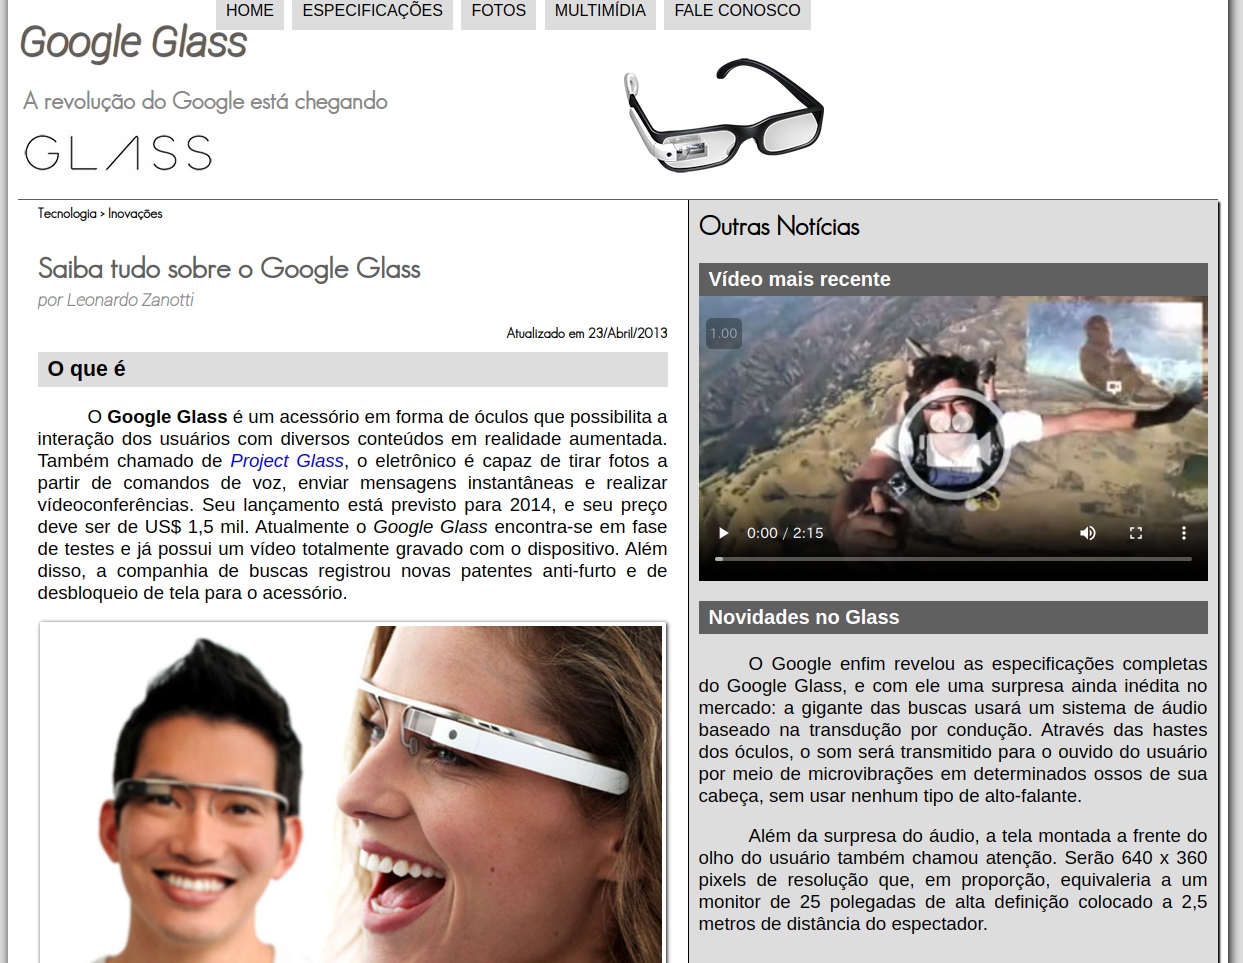 HOME ESPECIFICAÇÕES FOTOS MULTIMÍDIA FALE CONOSCO
Google Glass
A revolução do Google está chegando
GLASS
Tecnologia > Inovações
Saiba tudo sobre o Google Glass
por Leonardo Zanotti
Atualizado em 23/Abril/2013
O que é
O Google Glass é um acessório em forma de óculos que possibilita a
interação dos usuários com diversos conteúdos em realidade aumentada.
Também chamado de Project Glass, o eletrônico é capaz de tirar fotos a
partir de comandos de voz, enviar mensagens instantâneas e realizar
vídeoconferências. Seu lançamento está previsto para 2014, e seu preço
deve ser de US$ 1,5 mil. Atualmente o Google Glass encontra-se em fase
de testes e já possui um vídeo totalmente gravado com o dispositivo. Além
disso, a companhia de buscas registrou novas patentes anti-furto e de
desbloqueio de tela para o acessório.
Outras Notícias
Vídeo mais recente
1.00
0:00 / 2:15
Novidades no Glass
O Google enfim revelou as especificações completas
do Google Glass, e com ele uma surpresa ainda inédita no
mercado: a gigante das buscas usará um sistema de áudio
baseado na transdução por condução. Através das hastes
dos óculos, o som será transmitido para o ouvido do usuário
por meio de microvibrações em determinados ossos de sua
cabeça, sem usar nenhum tipo de alto-falante.
Além da surpresa do áudio, a tela montada a frente do
olho do usuário também chamou atenção. Serão 640 x 360
pixels de resolução que, em proporção, equivaleria a um
monitor de 25 polegadas de alta definição colocado a 2,5
metros de distância do espectador.